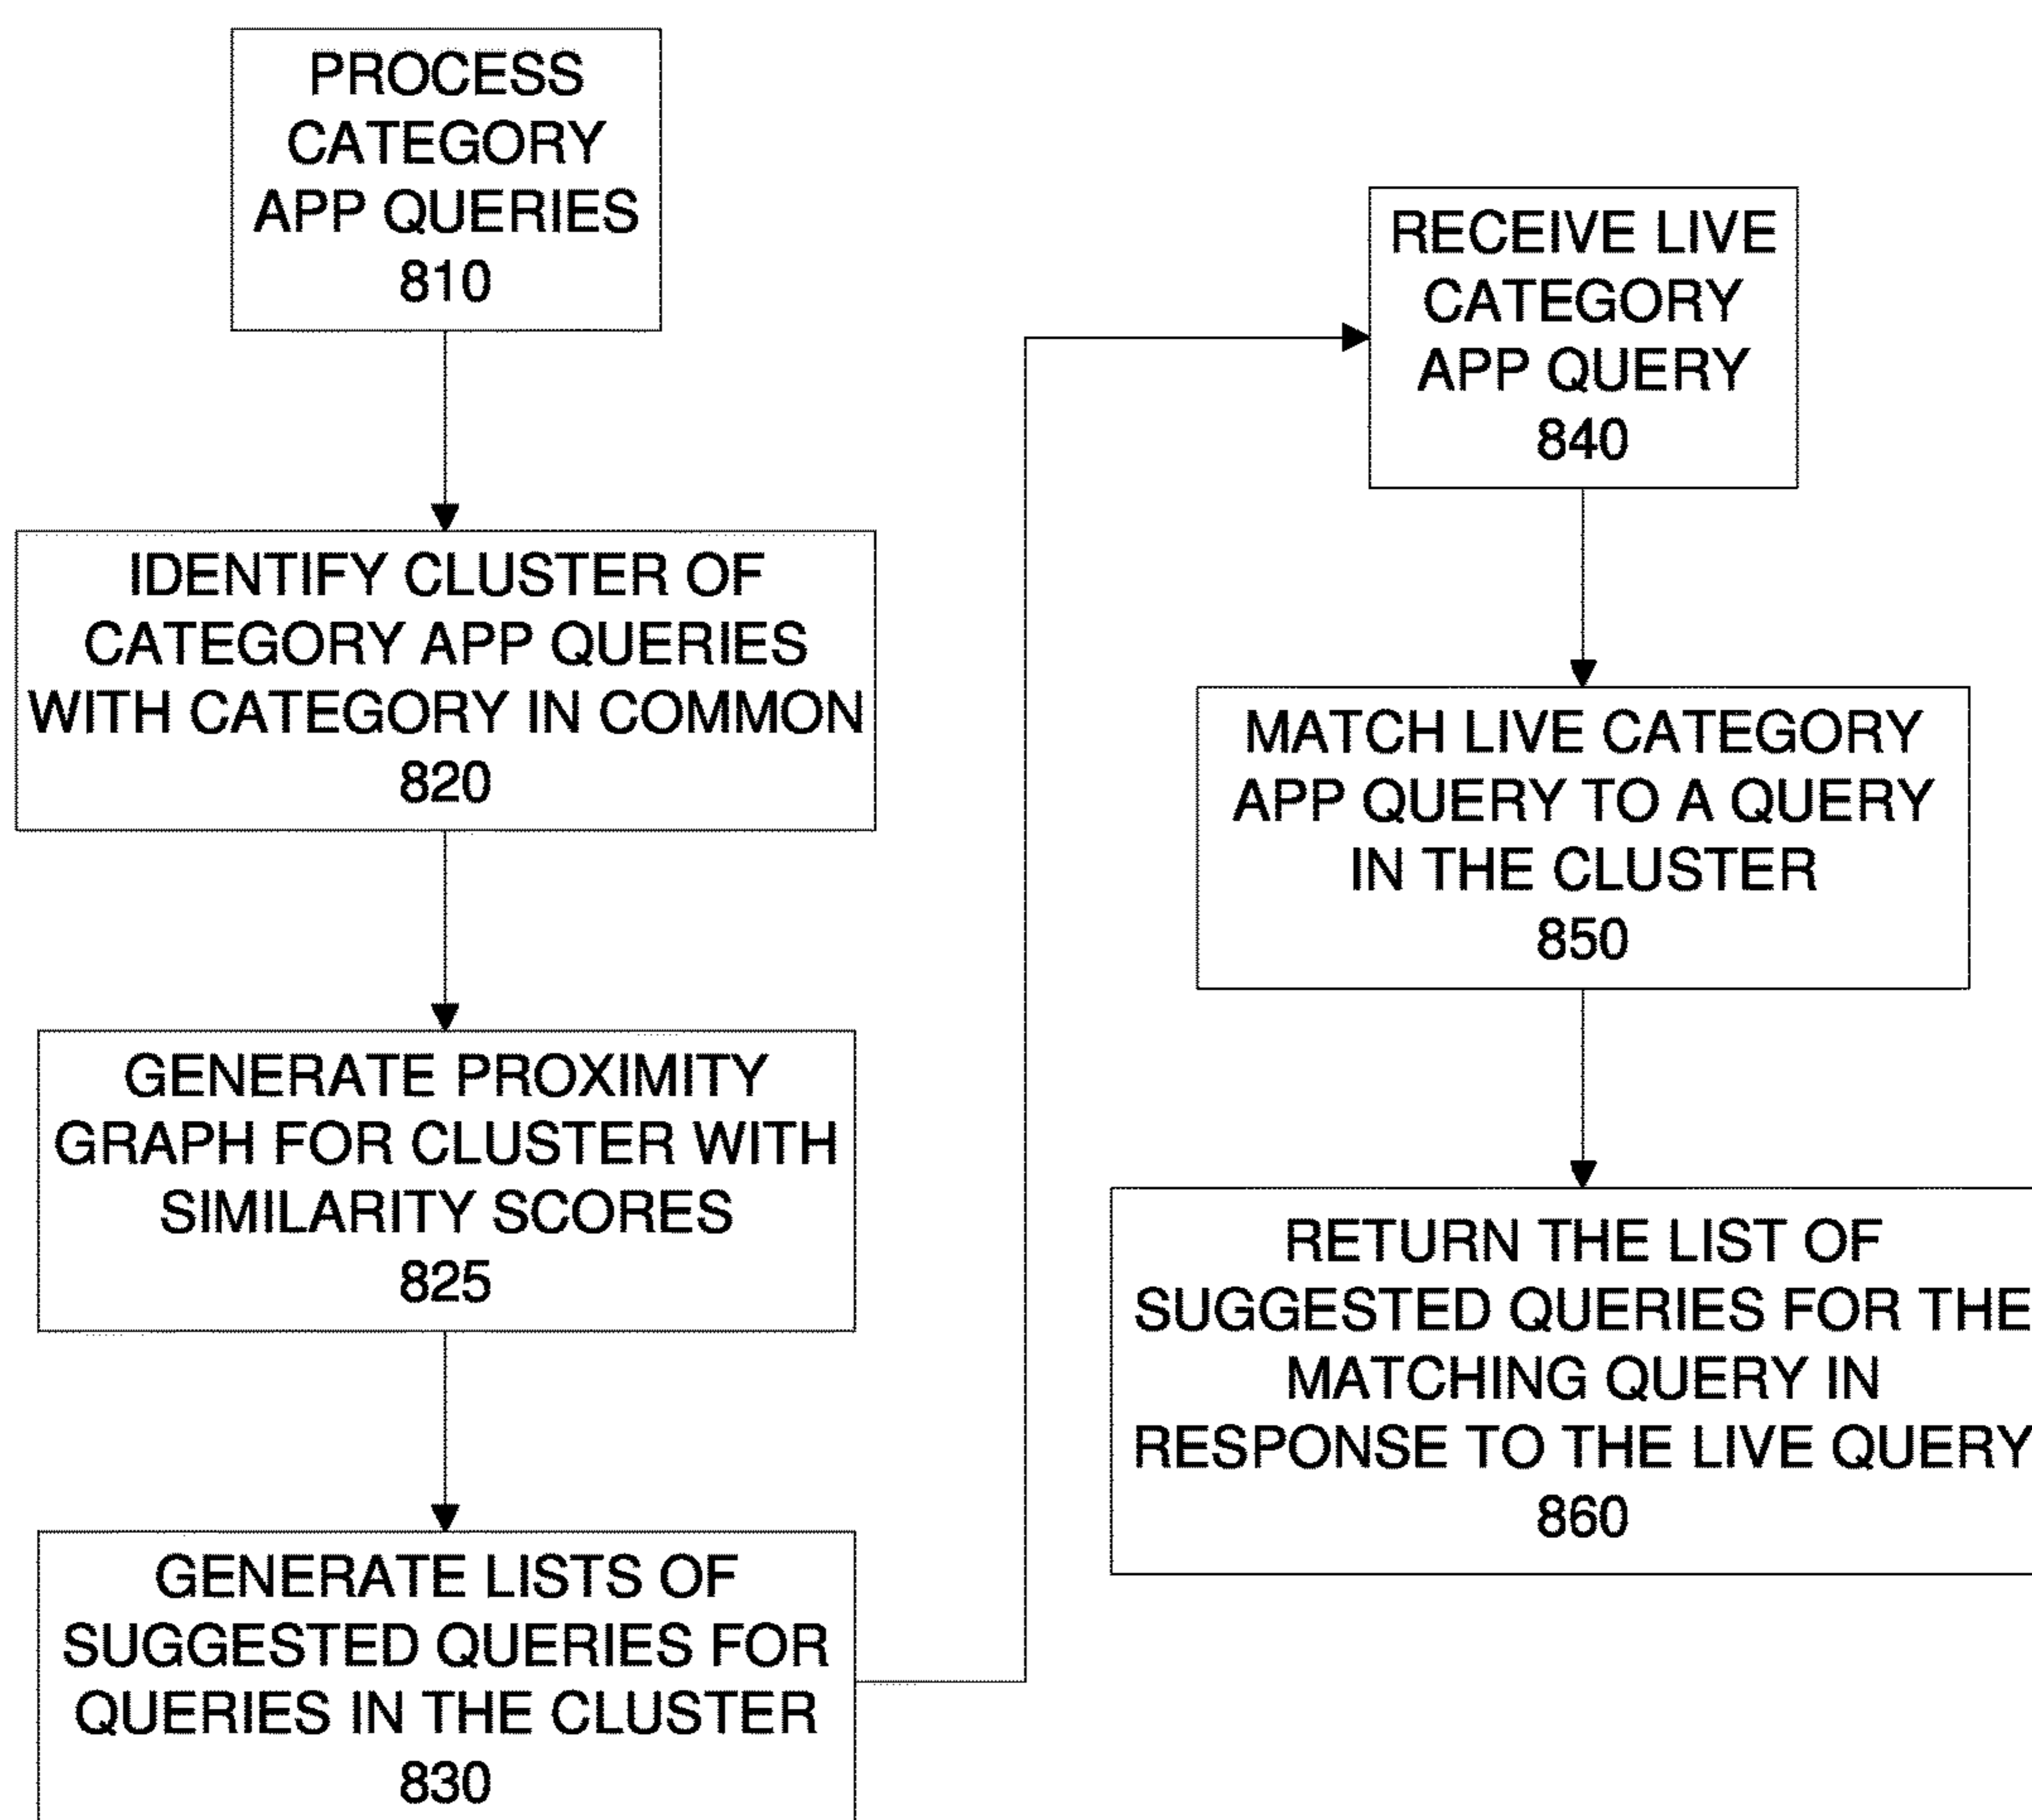 PROCESS
CATEGORY
APP QUERIES
810
IDENTIFY CLUSTER OF
CATEGORY APP QUERIES
WITH CATEGORY IN COMMON
820
GENERATE PROXIMITY
GRAPH FOR CLUSTER WITH
SIMILARITY SCORES
825
GENERATE LISTS OF
SUGGESTED QUERIES FOR
QUERIES IN THE CLUSTER
830
RECEIVE LIVE
CATEGORY
APP QUERY
840
MATCH LIVE CATEGORY
APP QUERY TO A QUERY
IN THE CLUSTER
850
RETURN THE LIST OF
SUGGESTED QUERIES FOR THE
MATCHING QUERY IN
RESPONSE TO THE LIVE QUERY
860